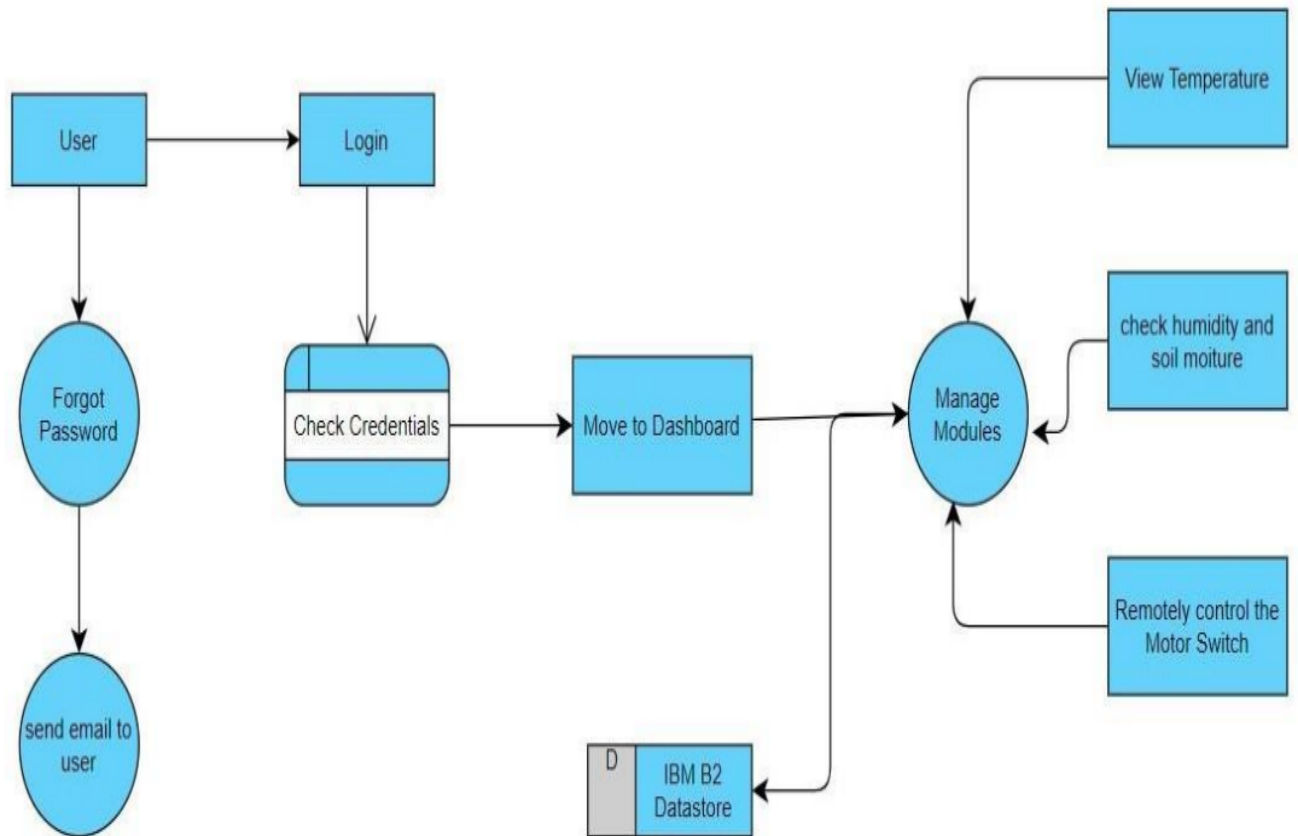 User
Login
View Temperature
Forgot
Password
Check Credentials
Move to Dashboard
Manage
Modules
check humidity and
soil moiture
Remotely control the
Motor Switch
send email to
user
D
IBM B2
Datastore